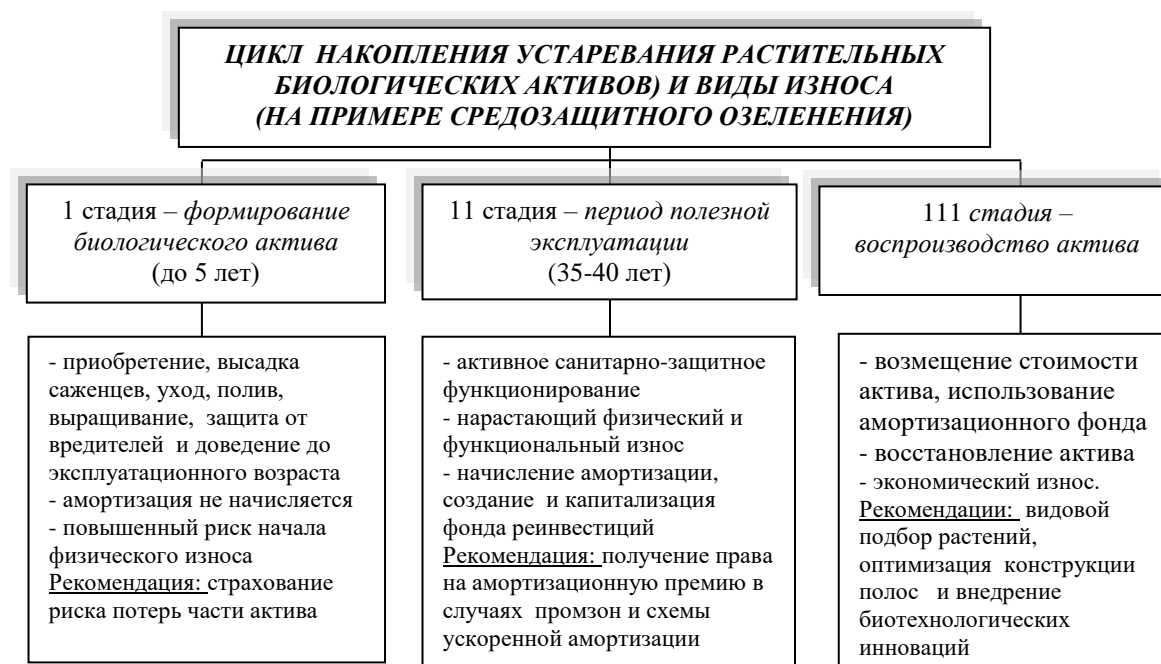 ЦИКЛ НАКОПЛЕНИЯ УСТАРЕВАНИЯ РАСТИТЕЛЬНЫХ
БИОЛОГИЧЕСКИХ АКТИВОВ) И ВИДЫ ИЗНОСА
(НА ПРИМЕРЕ СРЕДОЗАЩИТНОГО ОЗЕЛЕНЕНИЯ)
1 стадия – формирование
биологического актива
(до 5 лет)
11 стадия – период полезной
эксплуатации
(35-40 лет)
111 стадия –
воспроизводство актива
- приобретение, высадка
саженцев, уход, полив,
выращивание, защита от
вредителей и доведение до
эксплуатационного возраста
- амортизация не начисляется
- повышенный риск начала
физического износа
Рекомендация: страхование
риска потерь части актива
- активное санитарно-защитное
функционирование
- нарастающий физический и
функциональный износ
- начисление амортизации,
создание и капитализация
фонда реинвестиций
Рекомендация: получение права
на амортизационную премию в
случаях промзон и схемы
ускоренной амортизации
- возмещение стоимости
актива, использование
амортизационного фонда
- восстановление актива
- экономический износ.
Рекомендации: видовой
подбор растений,
оптимизация конструкции
полос и внедрение
биотехнологических
инноваций